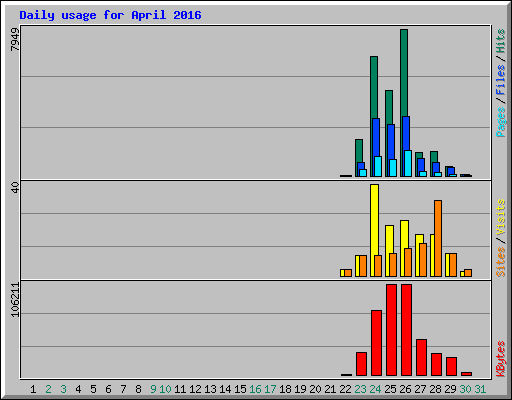 Daily usage for April 2016
7949
40
106211
Pages / Files / Hits
Sites / Visits
KBytes
1 2 3 4 5 6 7 8 9 10 11 12 13 14 15 16 17 18 19 20 21 22 23 24 25 26 27 28 29 30 31